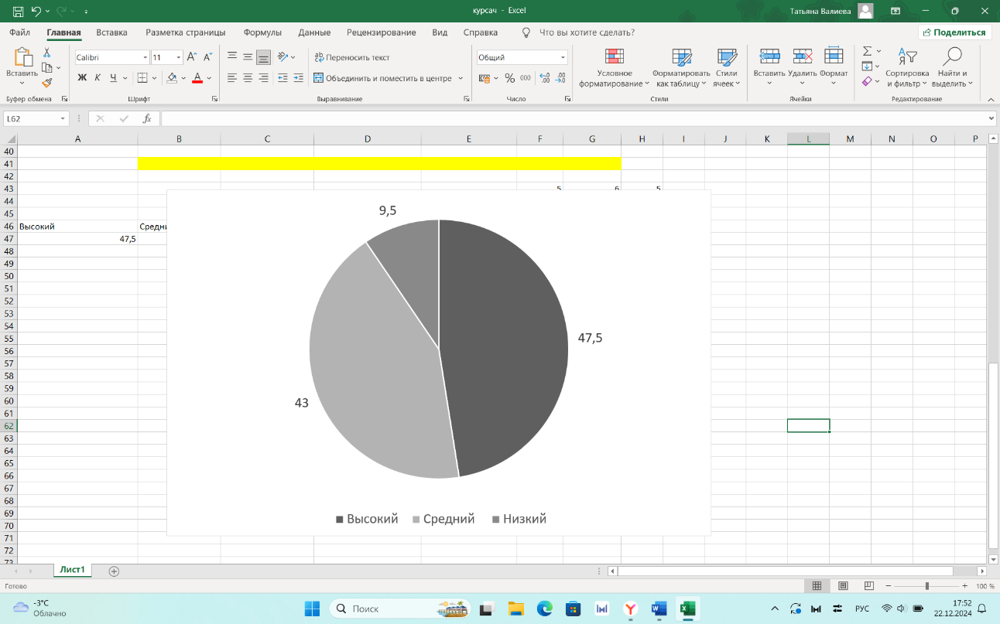 курсач - Excel
Татьяна Валиева
Файл Главная Вставка Разметка страницы Формулы Данные Рецензирование Вид Справка Что вы хотите сделать? Поделиться
Вставить
Calibri 11
Ж К Ч
Переносить текст
Объединить и поместить в центре
Общий
% 000
Условное форматирование
Форматировать как таблицу
Стили ячеек
Вставить Удалить Формат
Сортировка и фильтр
Найти и выделить
Буфер обмена Шрифт Выравнивание Число Стили Ячейки Редактирование
L62 fx
A B C D E F G H I J K L M N O P
40
41
42
43 5 6 5
44
45
46 Высокий Средни
47 47,5
48
49
50
51
52
53
54
55
56
57
58
59
60
61
62
63
64
65
66
67
68
69
70
71
72
73
9,5
47,5
43
Высокий Средний Низкий
Лист1
Готово
100 %
-3°C
Облачно
Поиск
РУС
17:52
22.12.2024